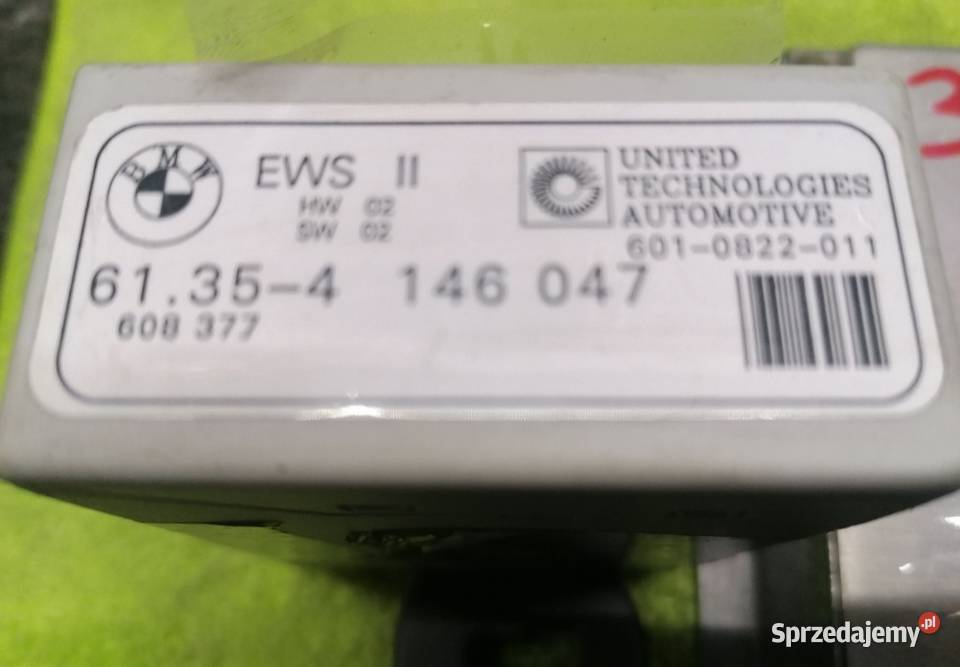 BMW
EWS II
HW 02
SW 02
UNITED
TECHNOLOGIES
AUTOMOTIVE
601-0822-011
61.35-4 146 047
608 377
3
Sprzedajemy.pl